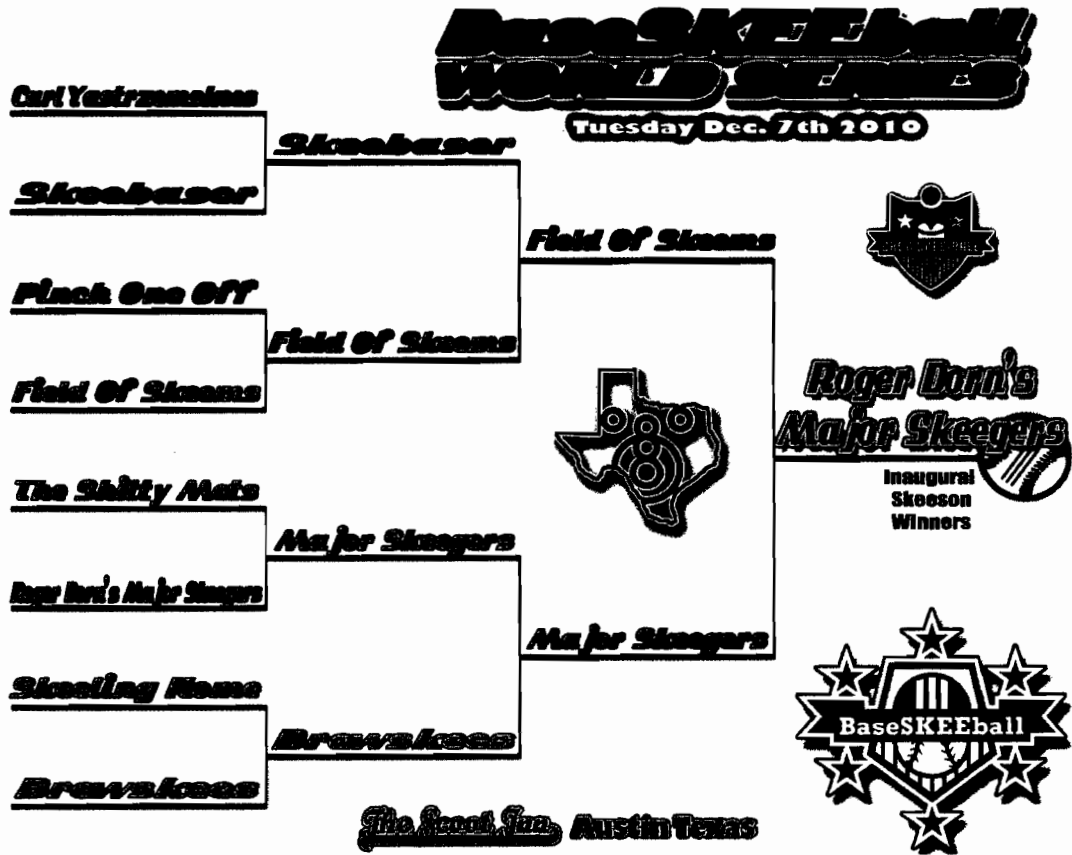 BaseSKEEball
WORLD SERIES
Tuesday Dec. 7th 2010
Carl Yastrzemskees
Skeebaser
Pinch One Off
Field Of Skeems
The Shitty Mets
Roger Dorn's Major Skeegers
Skeeling Home
Brewskees
Skeebaser
Field Of Skeems
Major Skeegers
Brewskees
Field Of Skeems
Major Skeegers
Roger Dorn's
Major Skeegers
Inaugural
Skeeson
Winners
BaseSKEEball
The Scoot Inn Austin Texas